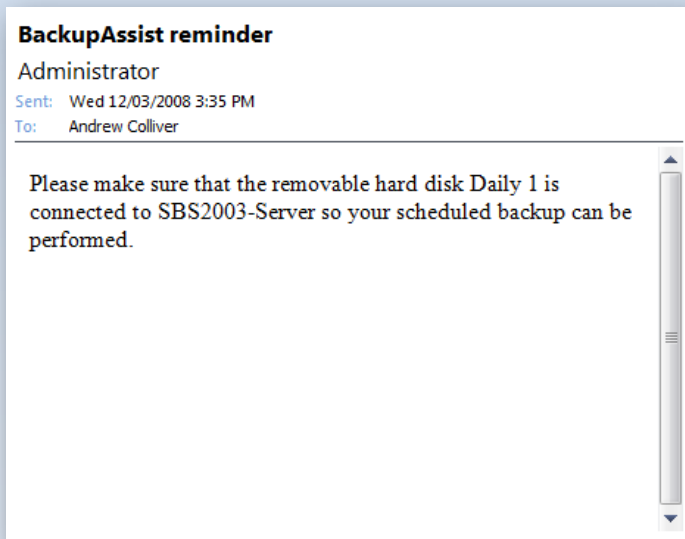 BackupAssist reminder
Administrator
Sent: Wed 12/03/2008 3:35 PM
To: Andrew Colliver
Please make sure that the removable hard disk Daily 1 is
connected to SBS2003-Server so your scheduled backup can be
performed.